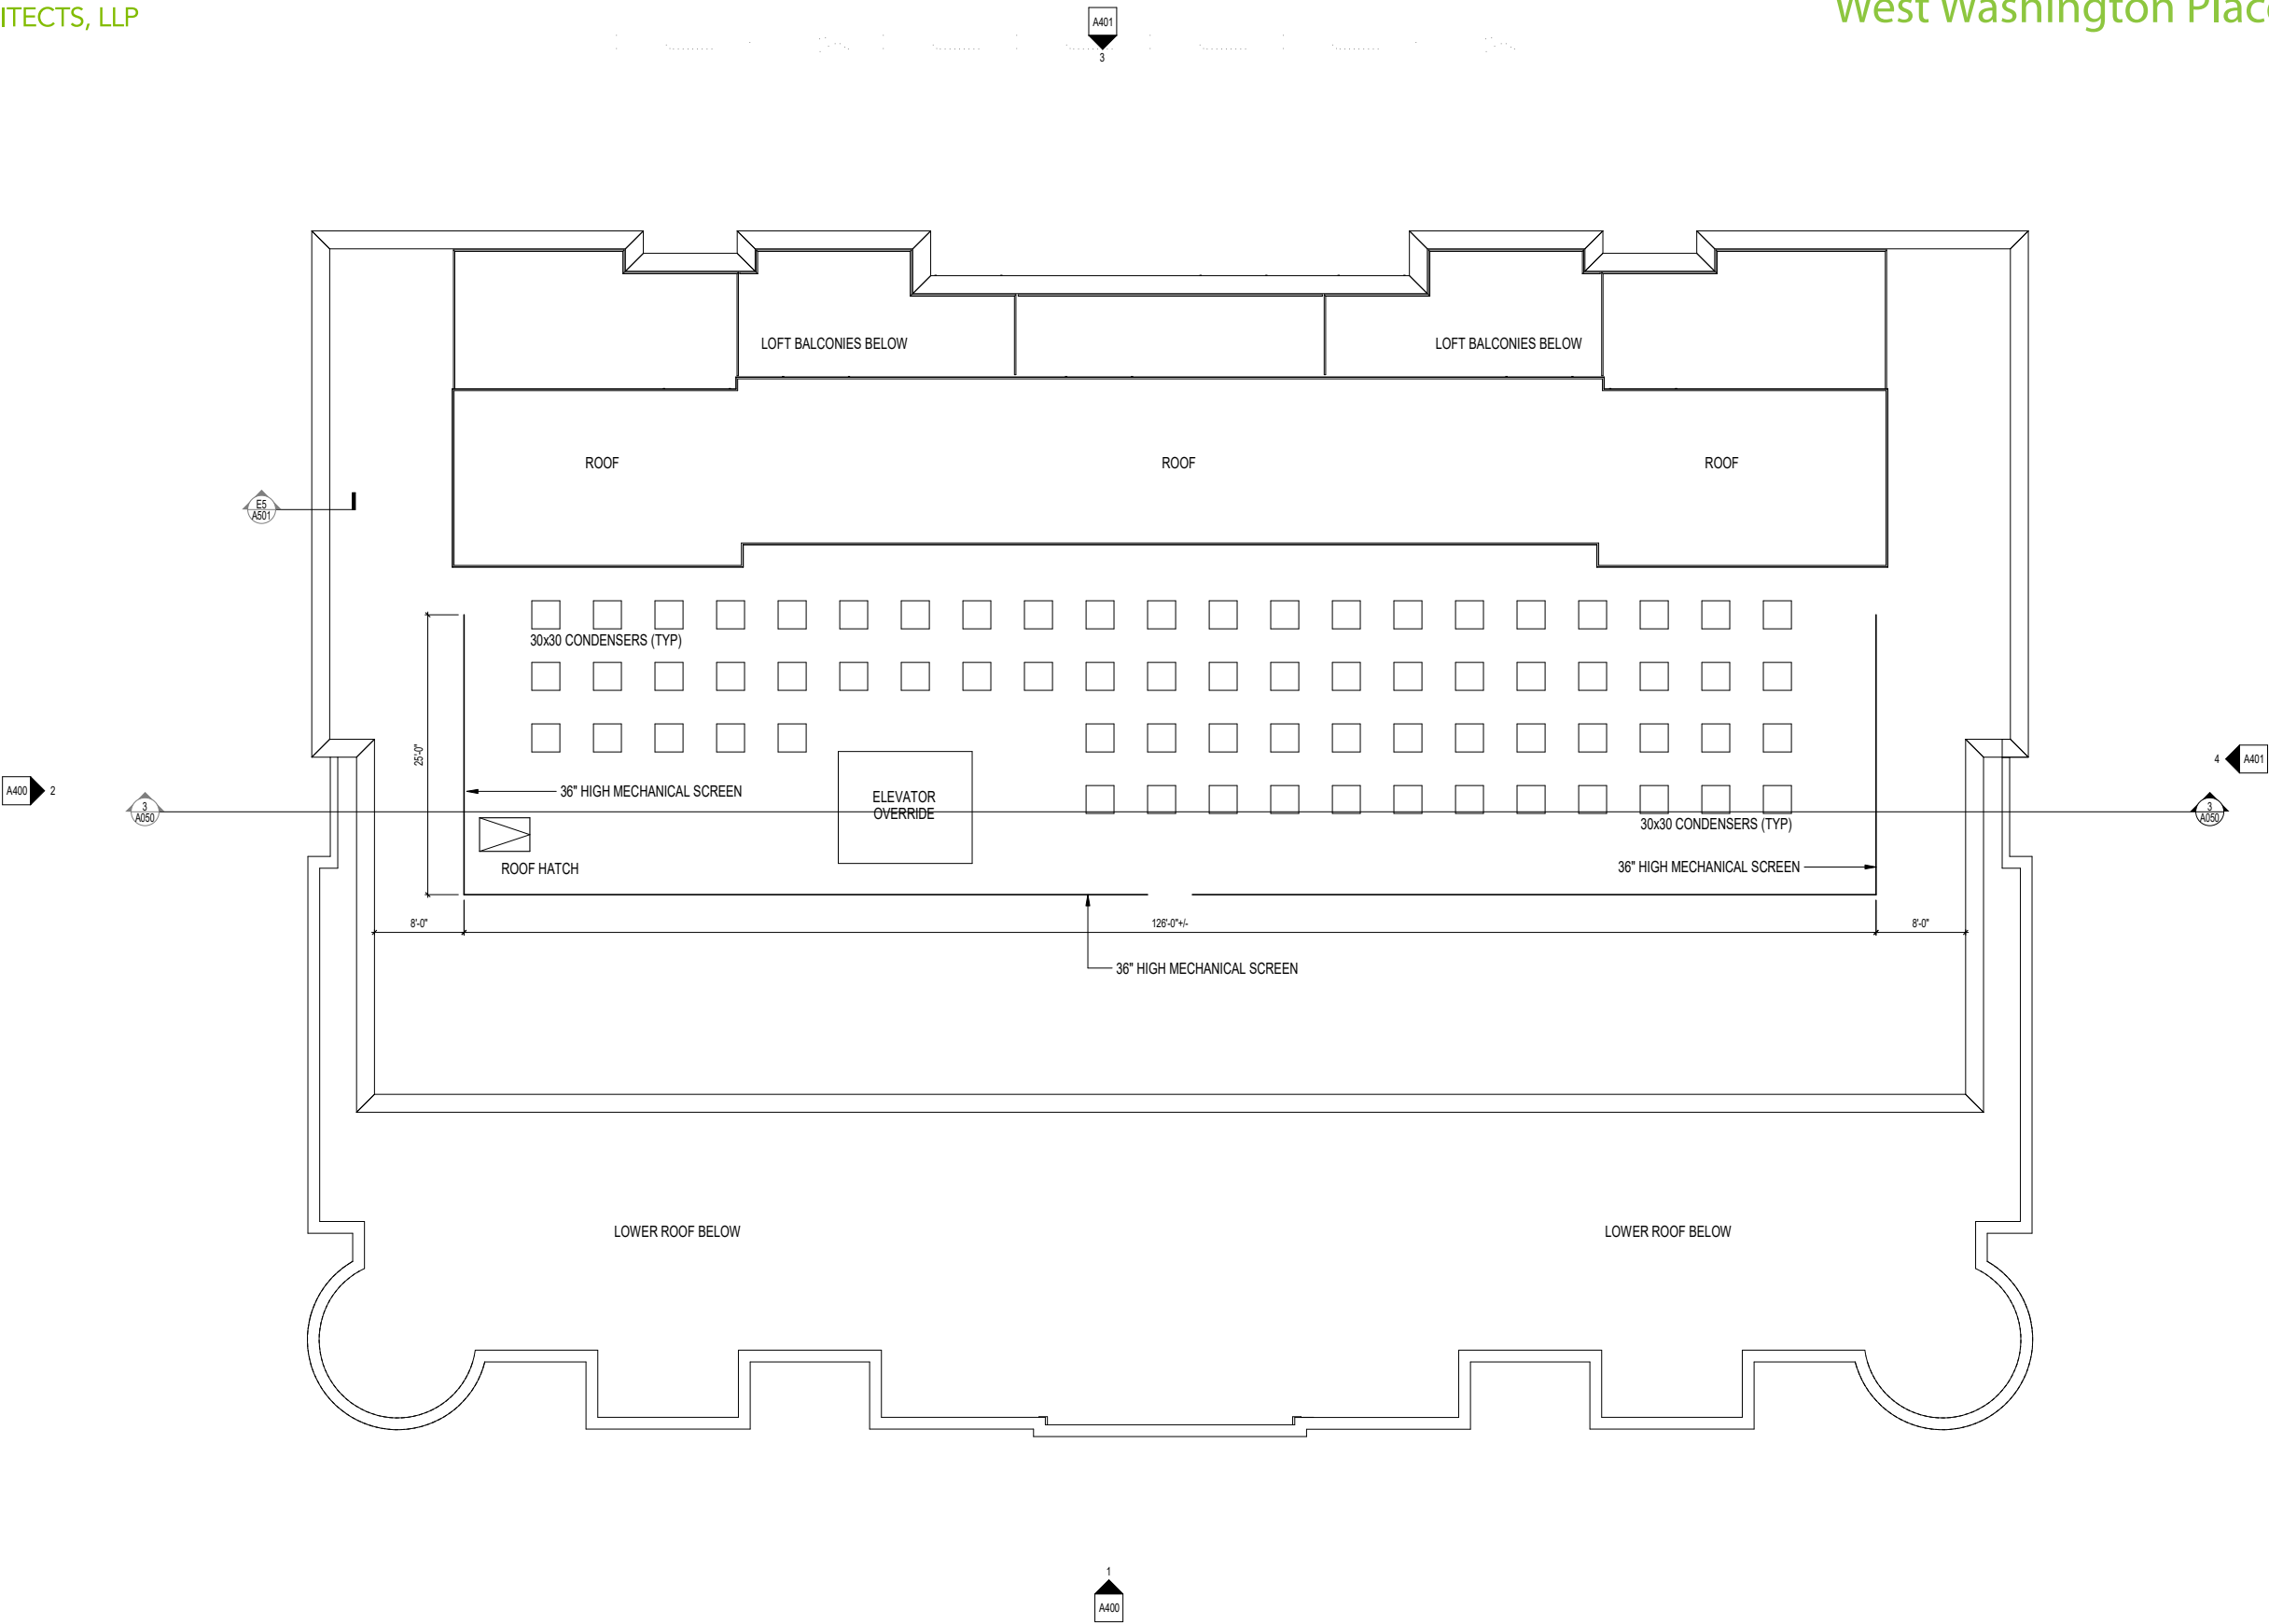 ITECTS, LLP
West Washington Place
A401
3
LOFT BALCONIES BELOW
LOFT BALCONIES BELOW
ROOF
ROOF
ROOF
E5
A501
30x30 CONDENSERS (TYP)
25'-0"
A400
2
3
A050
36" HIGH MECHANICAL SCREEN
ELEVATOR
OVERRIDE
4
A401
3
A050
30x30 CONDENSERS (TYP)
ROOF HATCH
36" HIGH MECHANICAL SCREEN
8'-0"
126'-0"+/-
8'-0"
36" HIGH MECHANICAL SCREEN
LOWER ROOF BELOW
LOWER ROOF BELOW
1
A400